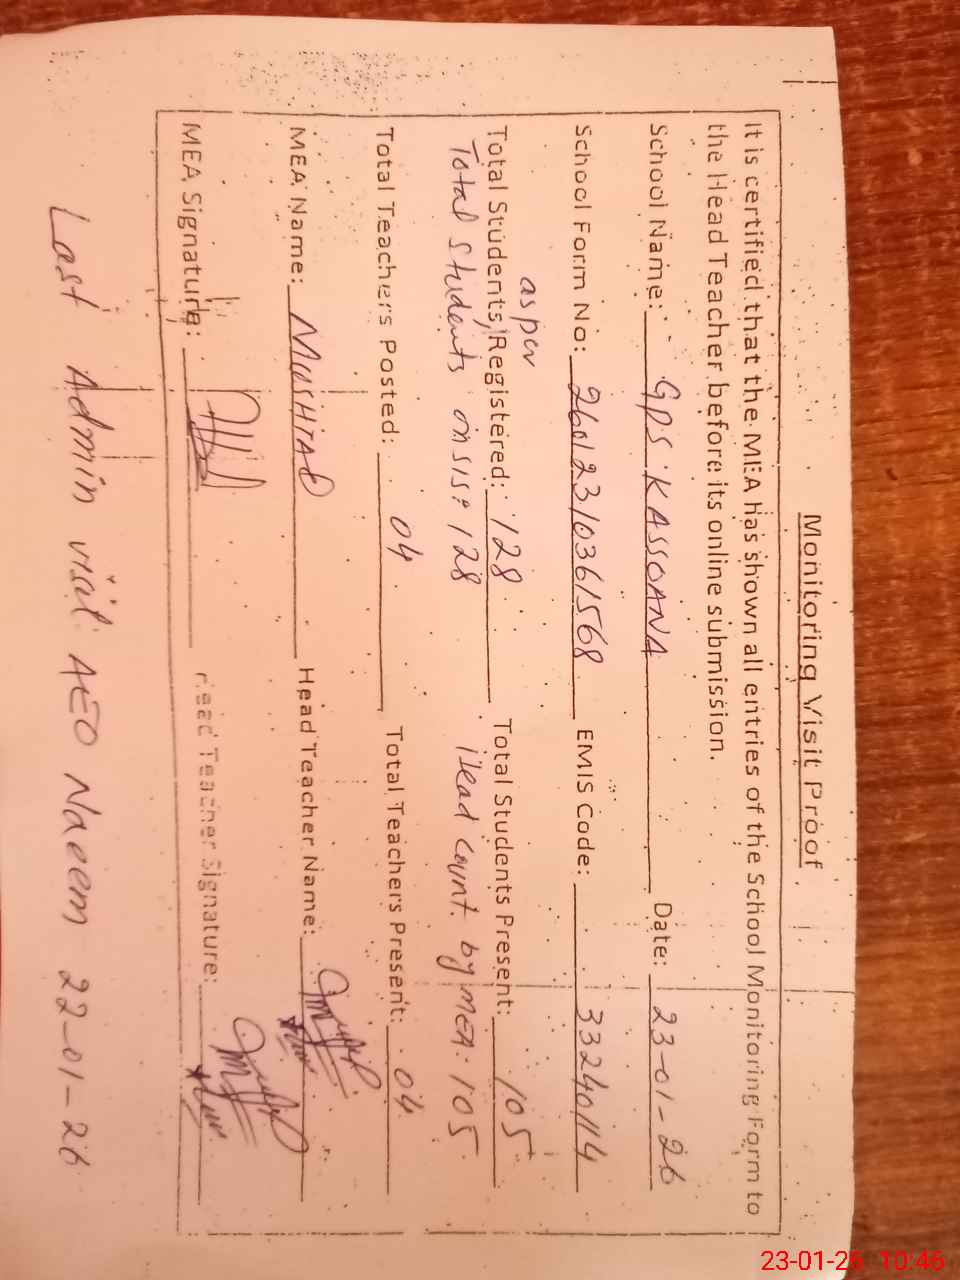 Monitoring Visit Proof
It is certified that the MEA has shown all entries of the School Monitoring Form to
the Head Teacher before its online submission.
School Name: GPS KASSOANA Date: 23-01-26
School Form No: 26012310361568 EMIS Code: 33240114
as per
Total Students Registered: 128 Total Students Present: 105
Total students on SIS: 128 Head count by MEA: 105
Total Teachers Posted: 04 Total Teachers Present: 04
MEA Name: MUSHTAQ Head Teacher Name:
MEA Signature: Head Teacher Signature:
Last Admin visit: AEO Naeem 22-01-26
23-01-26 10:46